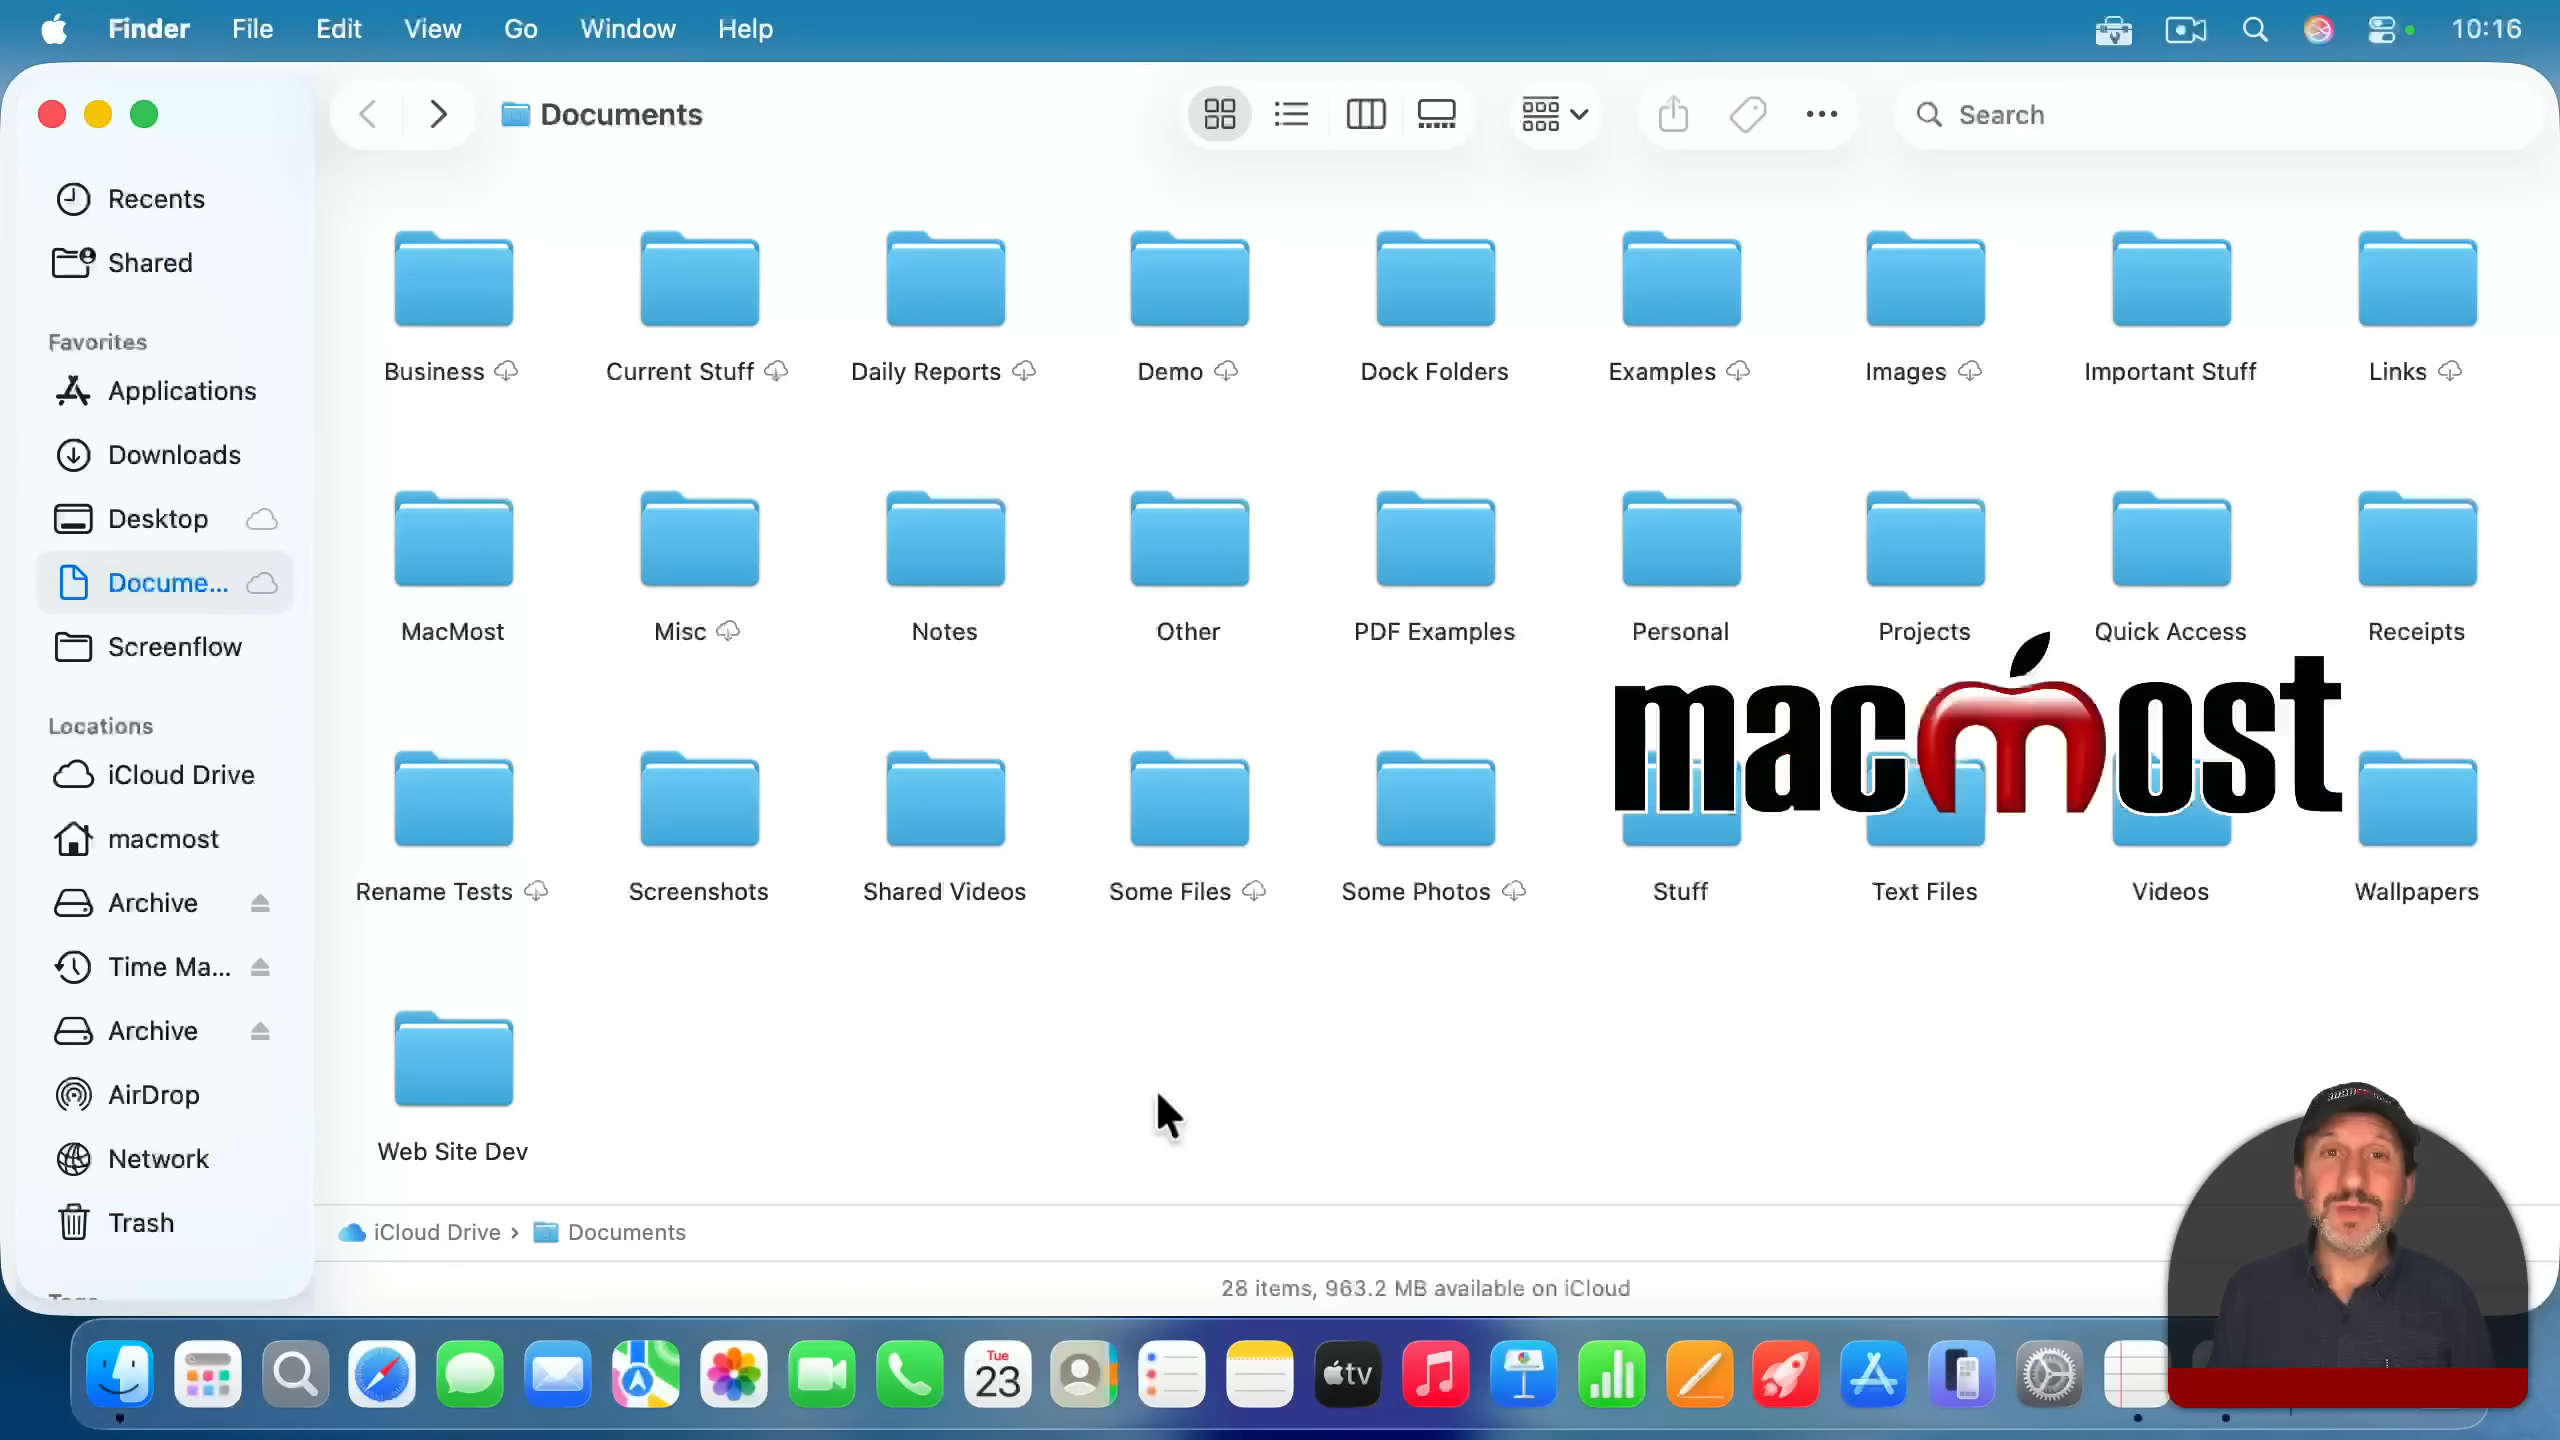 Finder File Edit View Go Window Help 10:16
Documents Search
Recents
Shared
Favorites
Applications
Downloads
Desktop
Docume...
Screenflow
Locations
iCloud Drive
macmost
Archive
Time Ma...
Archive
AirDrop
Network
Trash
Tags
Business Current Stuff Daily Reports Demo Dock Folders Examples Images Important Stuff Links
MacMost Misc Notes Other PDF Examples Personal Projects Quick Access Receipts
macmost
Rename Tests Screenshots Shared Videos Some Files Some Photos Stuff Text Files Videos Wallpapers
Web Site Dev
iCloud Drive › Documents
28 items, 963.2 MB available on iCloud
Tue
23
tv